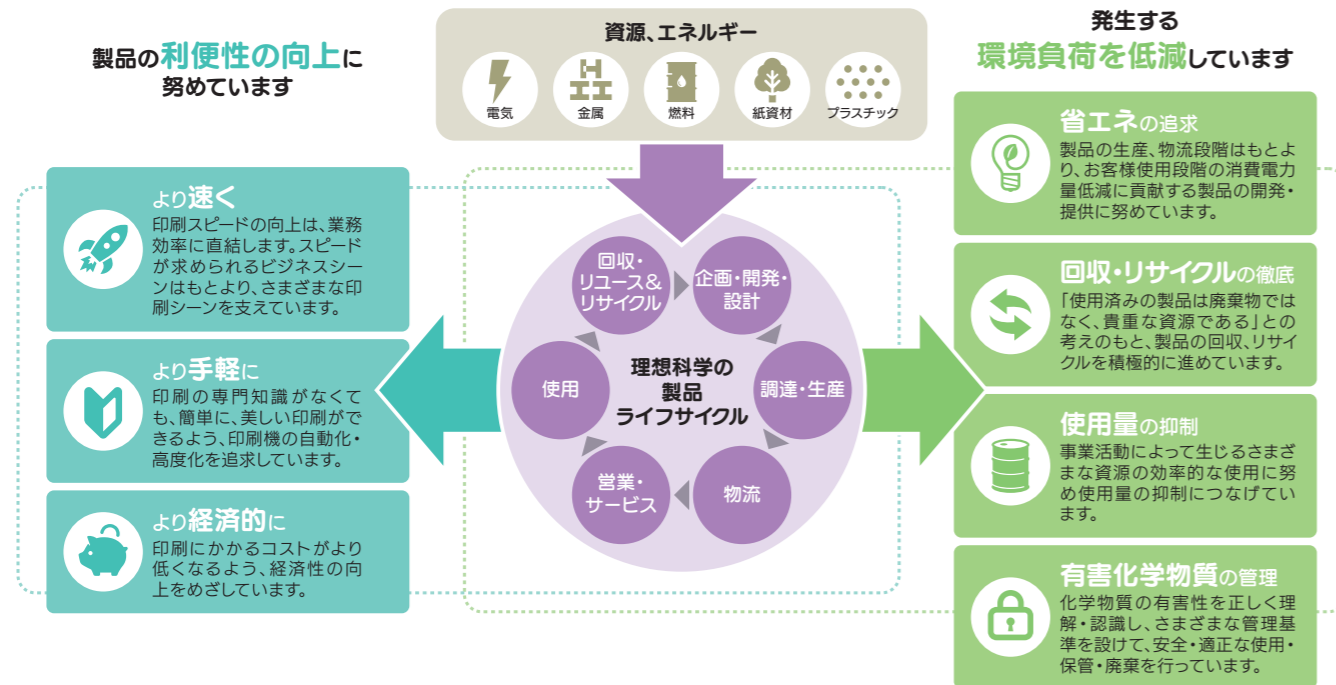 製品の利便性の向上に
努めています
資源、エネルギー
電気
金属
燃料
紙資材
プラスチック
発生する
環境負荷を低減しています
より速く
印刷スピードの向上は、業務
効率に直結します。スピード
が求められるビジネスシー
ンはもとより、さまざまな印
刷シーンを支えています。
より手軽に
印刷の専門知識がなくて
も、簡単に、美しい印刷がで
きるよう、印刷機の自動化・
高度化を追求しています。
より経済的に
印刷にかかるコストがより
低くなるよう、経済性の向
上をめざしています。
回収・
リユース&
リサイクル
企画・開発・
設計
調達・生産
物流
営業・
サービス
使用
理想科学の
製品
ライフサイクル
省エネの追求
製品の生産、物流段階はもとよ
り、お客様使用段階の消費電力
量低減に貢献する製品の開発・
提供に努めています。
回収・リサイクルの徹底
「使用済みの製品は廃棄物では
なく、貴重な資源である」との
考えのもと、製品の回収、リサイ
クルを積極的に進めています。
使用量の抑制
事業活動によって生じるさまざ
まな資源の効率的な使用に努
め使用量の抑制につなげてい
ます。
有害化学物質の管理
化学物質の有害性を正しく理
解・認識し、さまざまな管理基
準を設けて、安全・適正な使用・
保管・廃棄を行っています。